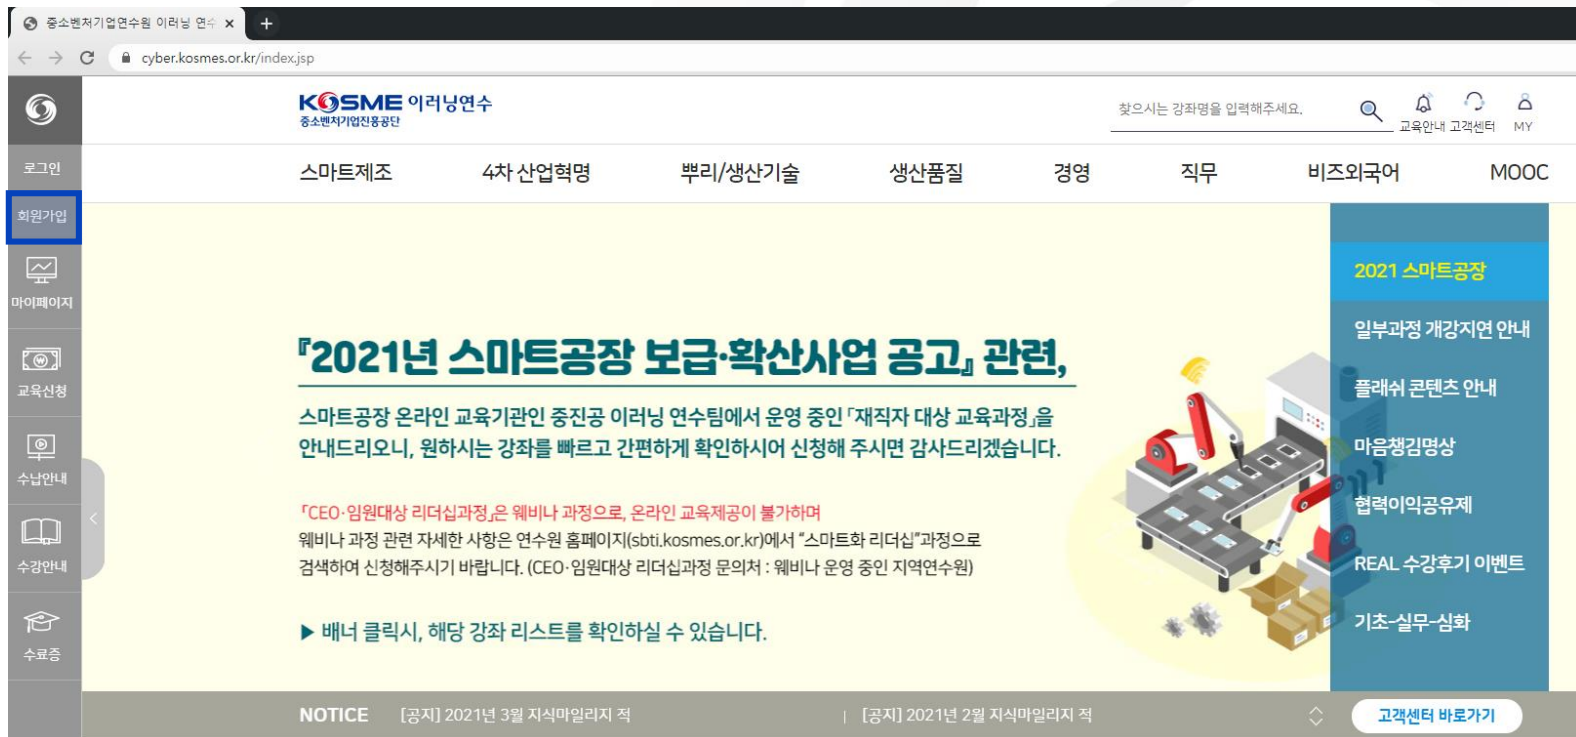 중소벤처기업연수원 이러닝 연수
cyber.kosmes.or.kr/index.jsp
KOSME 이러닝연수
중소벤처기업진흥공단
찾으시는 강좌명을 입력해주세요.
교육안내 고객센터 MY
로그인
회원가입
마이페이지
교육신청
수납안내
수강안내
수료증
스마트제조 4차 산업혁명 뿌리/생산기술 생산품질 경영 직무 비즈외국어 MOOC
『2021년 스마트공장 보급·확산사업 공고』 관련,
스마트공장 온라인 교육기관인 중진공 이러닝 연수팀에서 운영 중인 「재직자 대상 교육과정」을
안내드리오니, 원하시는 강좌를 빠르고 간편하게 확인하시어 신청해 주시면 감사드리겠습니다.
「CEO·임원대상 리더십과정」은 웨비나 과정으로, 온라인 교육제공이 불가하며
웨비나 과정 관련 자세한 사항은 연수원 홈페이지(sbti.kosmes.or.kr)에서 “스마트화 리더십”과정으로
검색하여 신청해주시기 바랍니다. (CEO·임원대상 리더십과정 문의처 : 웨비나 운영 중인 지역연수원)
▶ 배너 클릭시, 해당 강좌 리스트를 확인하실 수 있습니다.
2021 스마트공장
일부과정 개강지연 안내
플래쉬 콘텐츠 안내
마음챙김명상
협력이익공유제
REAL 수강후기 이벤트
기초-실무-심화
NOTICE [공지] 2021년 3월 지식마일리지 적 | [공지] 2021년 2월 지식마일리지 적
고객센터 바로가기